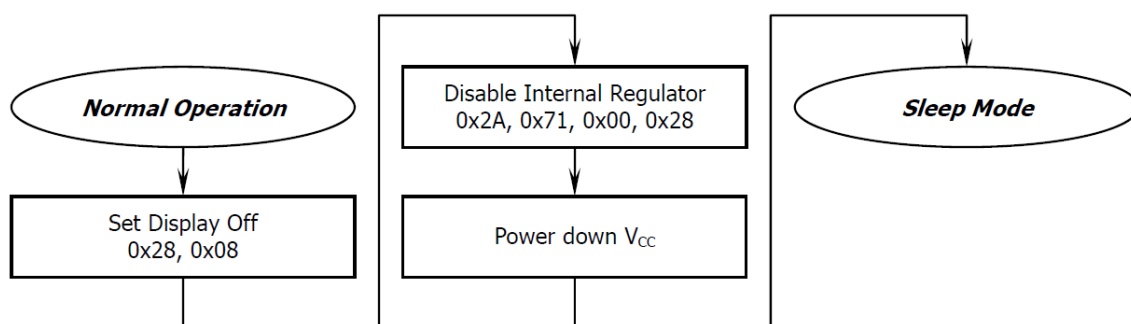 Normal Operation
Set Display Off
0x28, 0x08
Disable Internal Regulator
0x2A, 0x71, 0x00, 0x28
Power down VCC
Sleep Mode